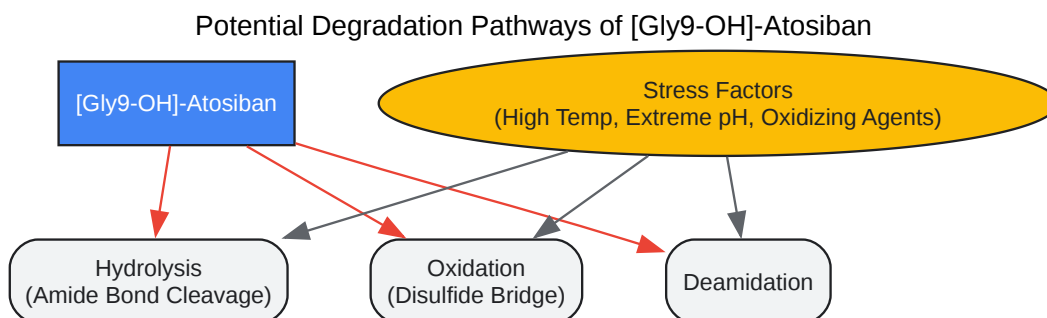 Potential Degradation Pathways of [Gly9-OH]-Atosiban
[Gly9-OH]-Atosiban
Stress Factors
(High Temp, Extreme pH, Oxidizing Agents)
Hydrolysis
(Amide Bond Cleavage)
Oxidation
(Disulfide Bridge)
Deamidation